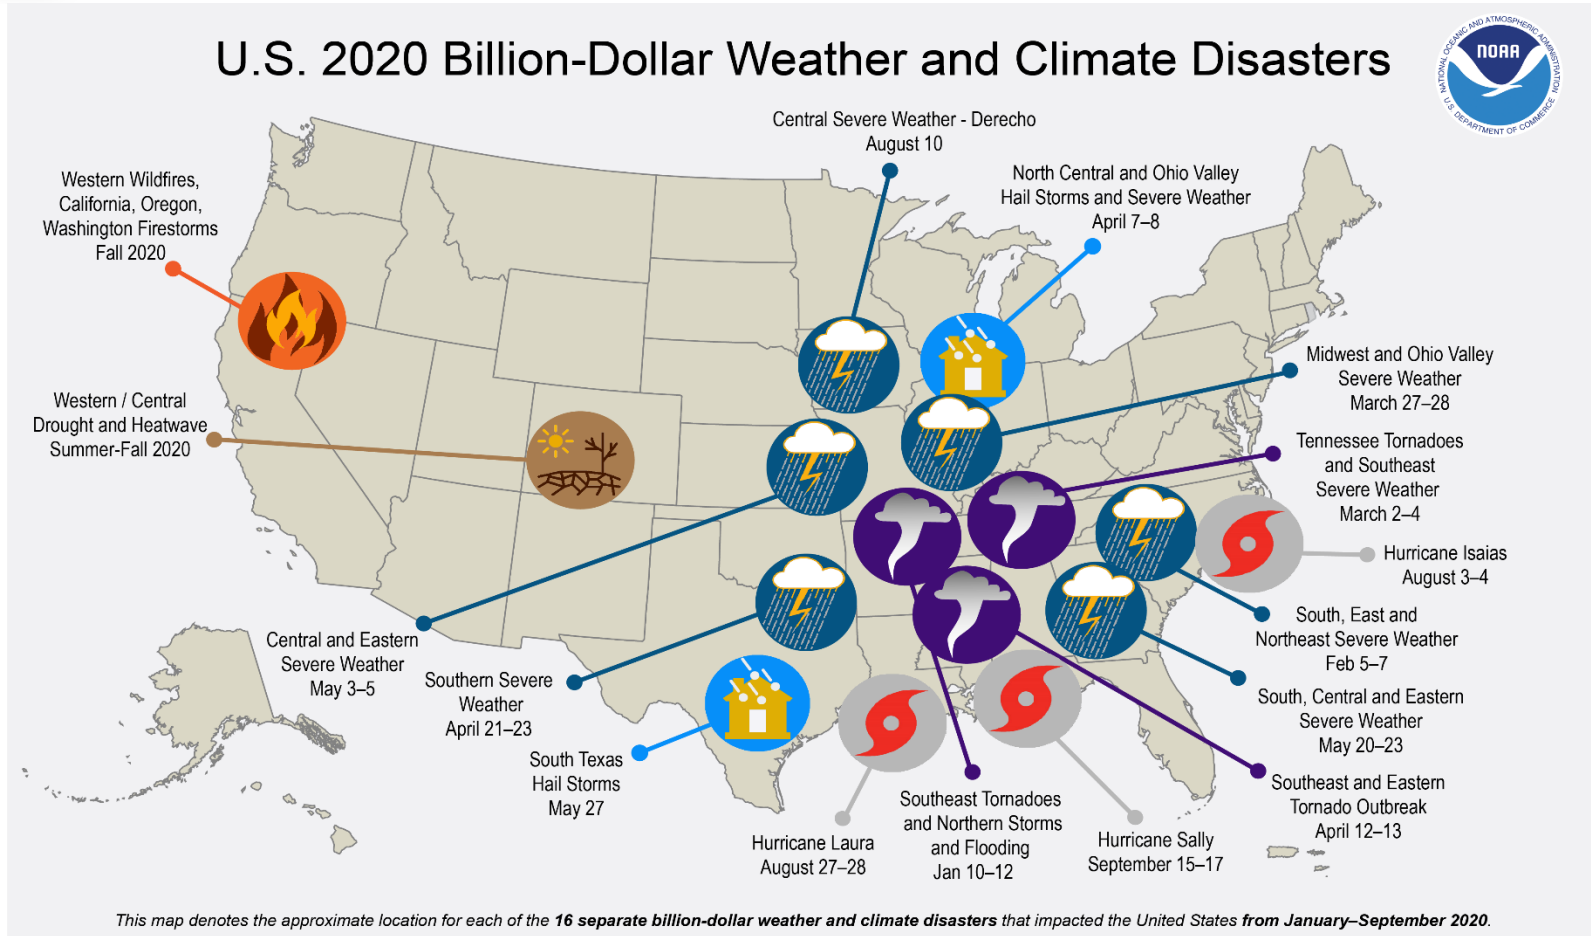 U.S. 2020 Billion-Dollar Weather and Climate Disasters
NATIONAL OCEANIC AND ATMOSPHERIC ADMINISTRATION
NOAA
U.S. DEPARTMENT OF COMMERCE
Central Severe Weather - Derecho
August 10
North Central and Ohio Valley
Hail Storms and Severe Weather
April 7–8
Western Wildfires,
California, Oregon,
Washington Firestorms
Fall 2020
Midwest and Ohio Valley
Severe Weather
March 27–28
Western / Central
Drought and Heatwave
Summer-Fall 2020
Tennessee Tornadoes
and Southeast
Severe Weather
March 2–4
Hurricane Isaias
August 3–4
South, East and
Northeast Severe Weather
Feb 5–7
Central and Eastern
Severe Weather
May 3–5
Southern Severe
Weather
April 21–23
South, Central and Eastern
Severe Weather
May 20–23
South Texas
Hail Storms
May 27
Southeast and Eastern
Tornado Outbreak
April 12–13
Hurricane Laura
August 27–28
Southeast Tornadoes
and Northern Storms
and Flooding
Jan 10–12
Hurricane Sally
September 15–17
This map denotes the approximate location for each of the 16 separate billion-dollar weather and climate disasters that impacted the United States from January–September 2020.